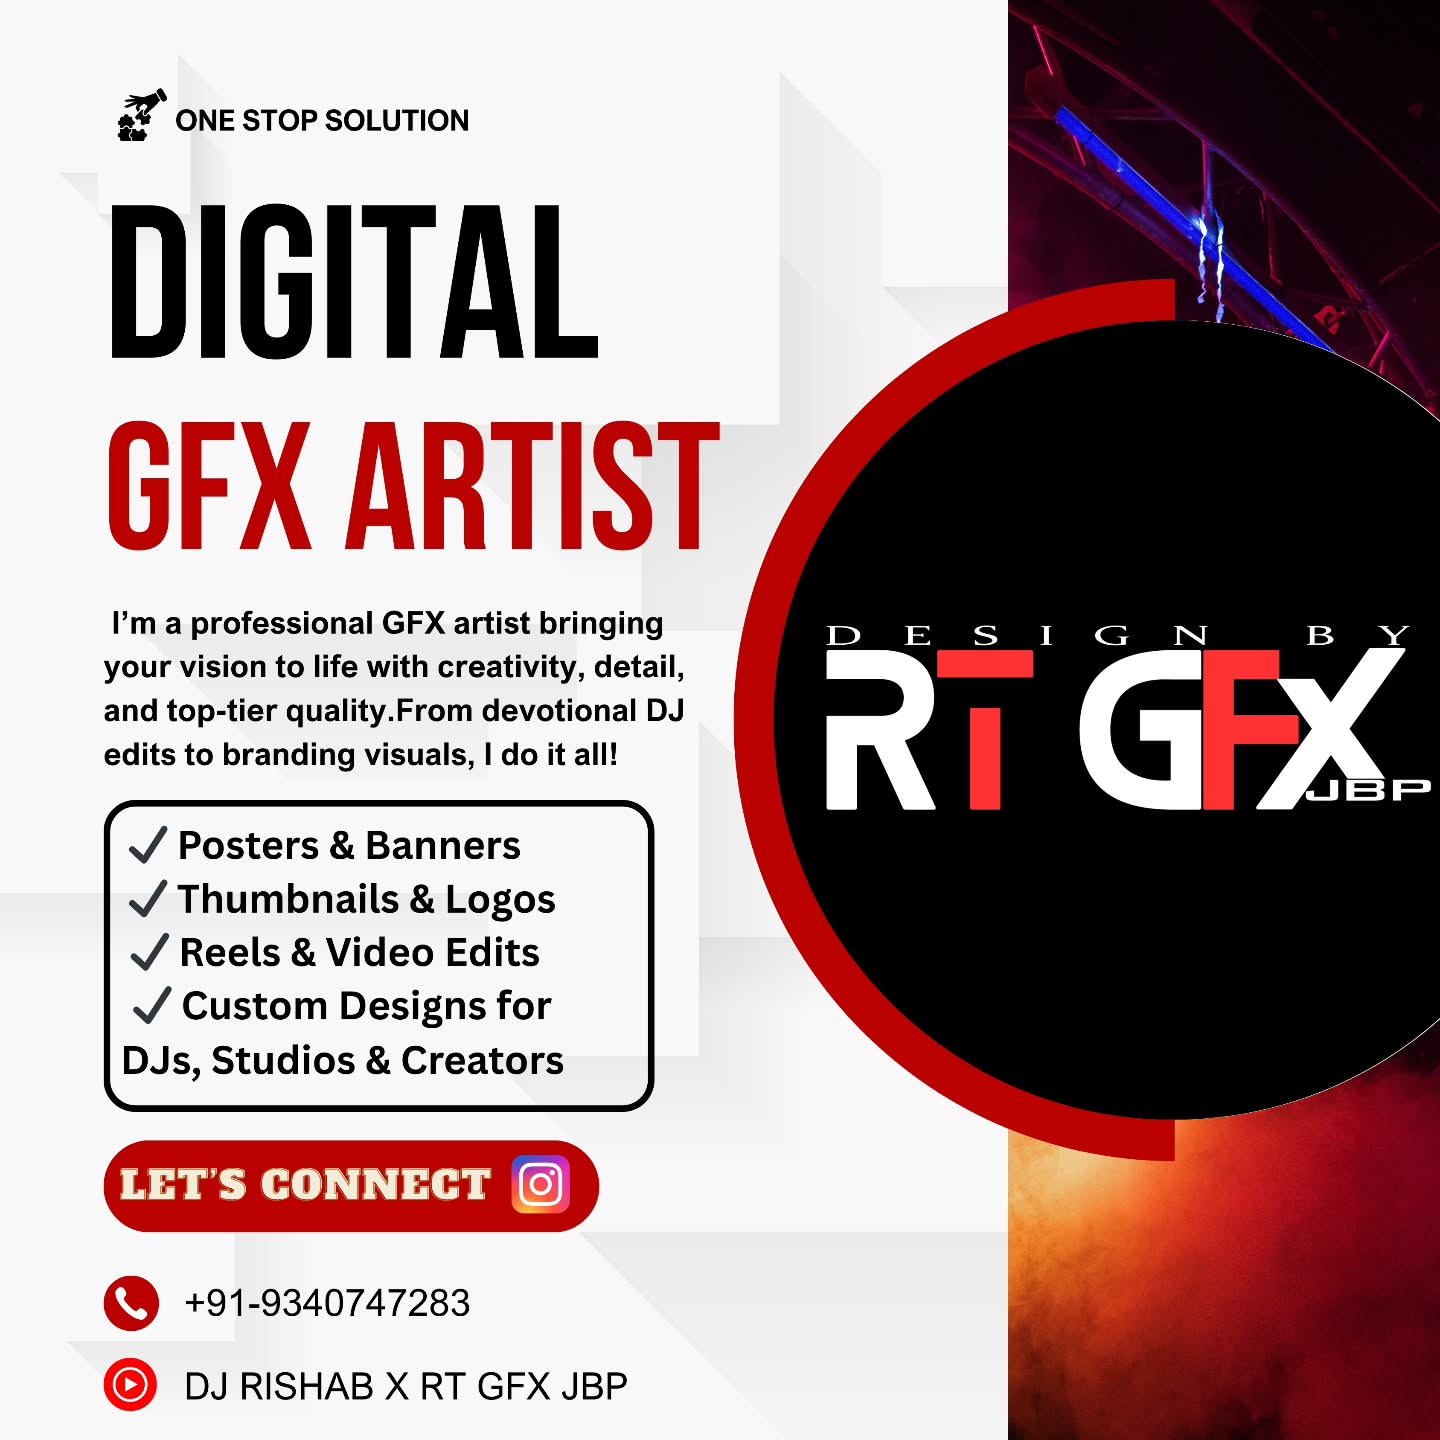 ONE STOP SOLUTION
DIGITAL
GFX ARTIST
I’m a professional GFX artist bringing
your vision to life with creativity, detail,
and top-tier quality.From devotional DJ
edits to branding visuals, I do it all!
✓ Posters & Banners
✓ Thumbnails & Logos
✓ Reels & Video Edits
✓ Custom Designs for
DJs, Studios & Creators
LET’S CONNECT
+91-9340747283
DJ RISHAB X RT GFX JBP
DESIGN BY
RT GFX
JBP